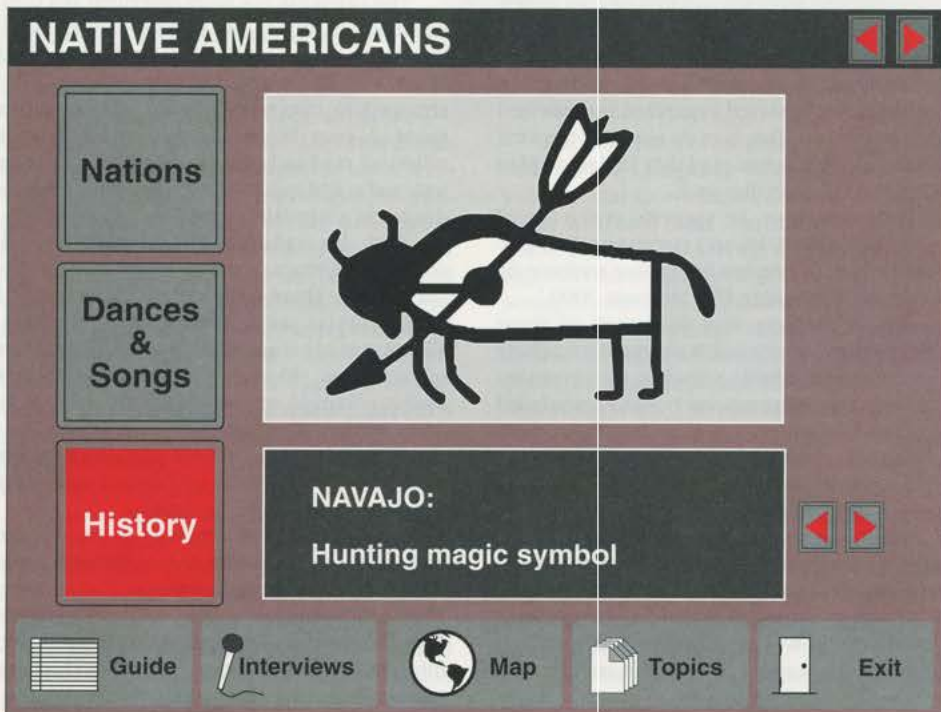 NATIVE AMERICANS
Nations
Dances
&
Songs
History
NAVAJO:
Hunting magic symbol
Guide
Interviews
Map
Topics
Exit